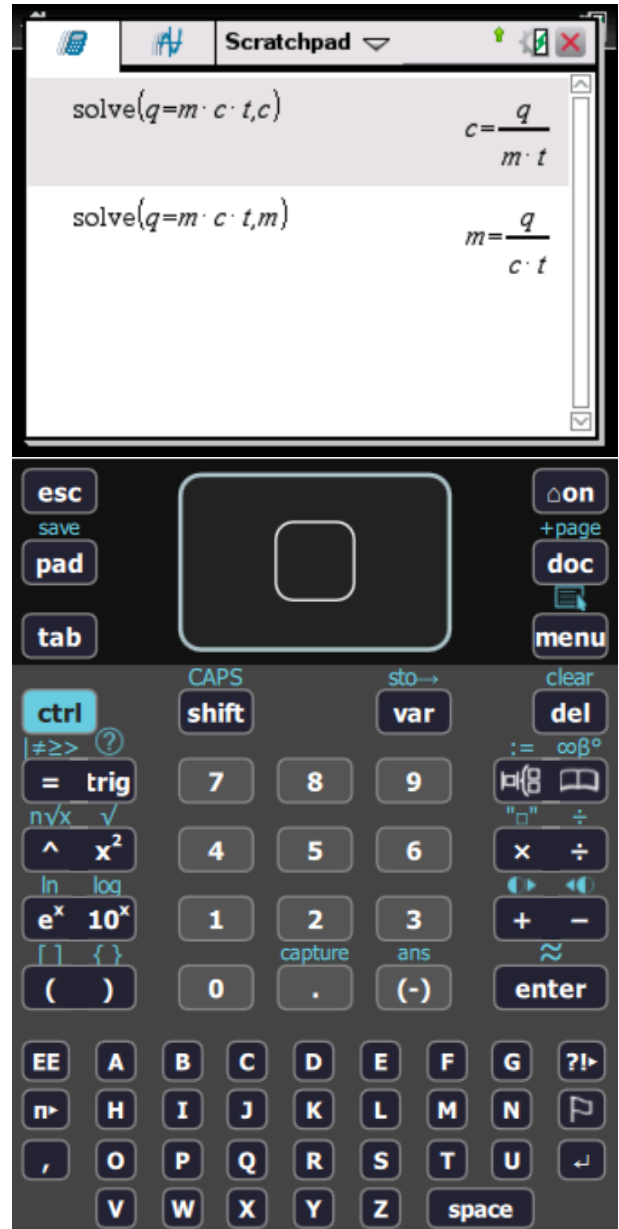 Scratchpad
solve(q=m·c·t,c)
c=q/m·t
solve(q=m·c·t,m)
m=q/c·t
esc ⌂on
save +page
pad doc
tab menu
CAPS sto→ clear
ctrl shift var del
|≠≥> ? := ∞β°
= trig 7 8 9
n√x √ "□" ÷
^ x² 4 5 6 × ÷
ln log
eˣ 10ˣ 1 2 3 + −
[ ] { } capture ans ≈
( ) 0 . (-) enter
EE A B C D E F G ?!▸
π▸ H I J K L M N
, O P Q R S T U ↵
V W X Y Z space